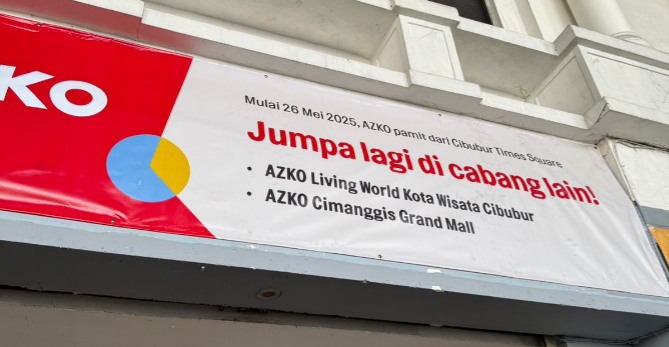 KO
Mulai 26 Mei 2025, AZKO pamit dari Cibubur Times Square
Jumpa lagi di cabang lain!
• AZKO Living World Kota Wisata Cibubur
• AZKO Cimanggis Grand Mall